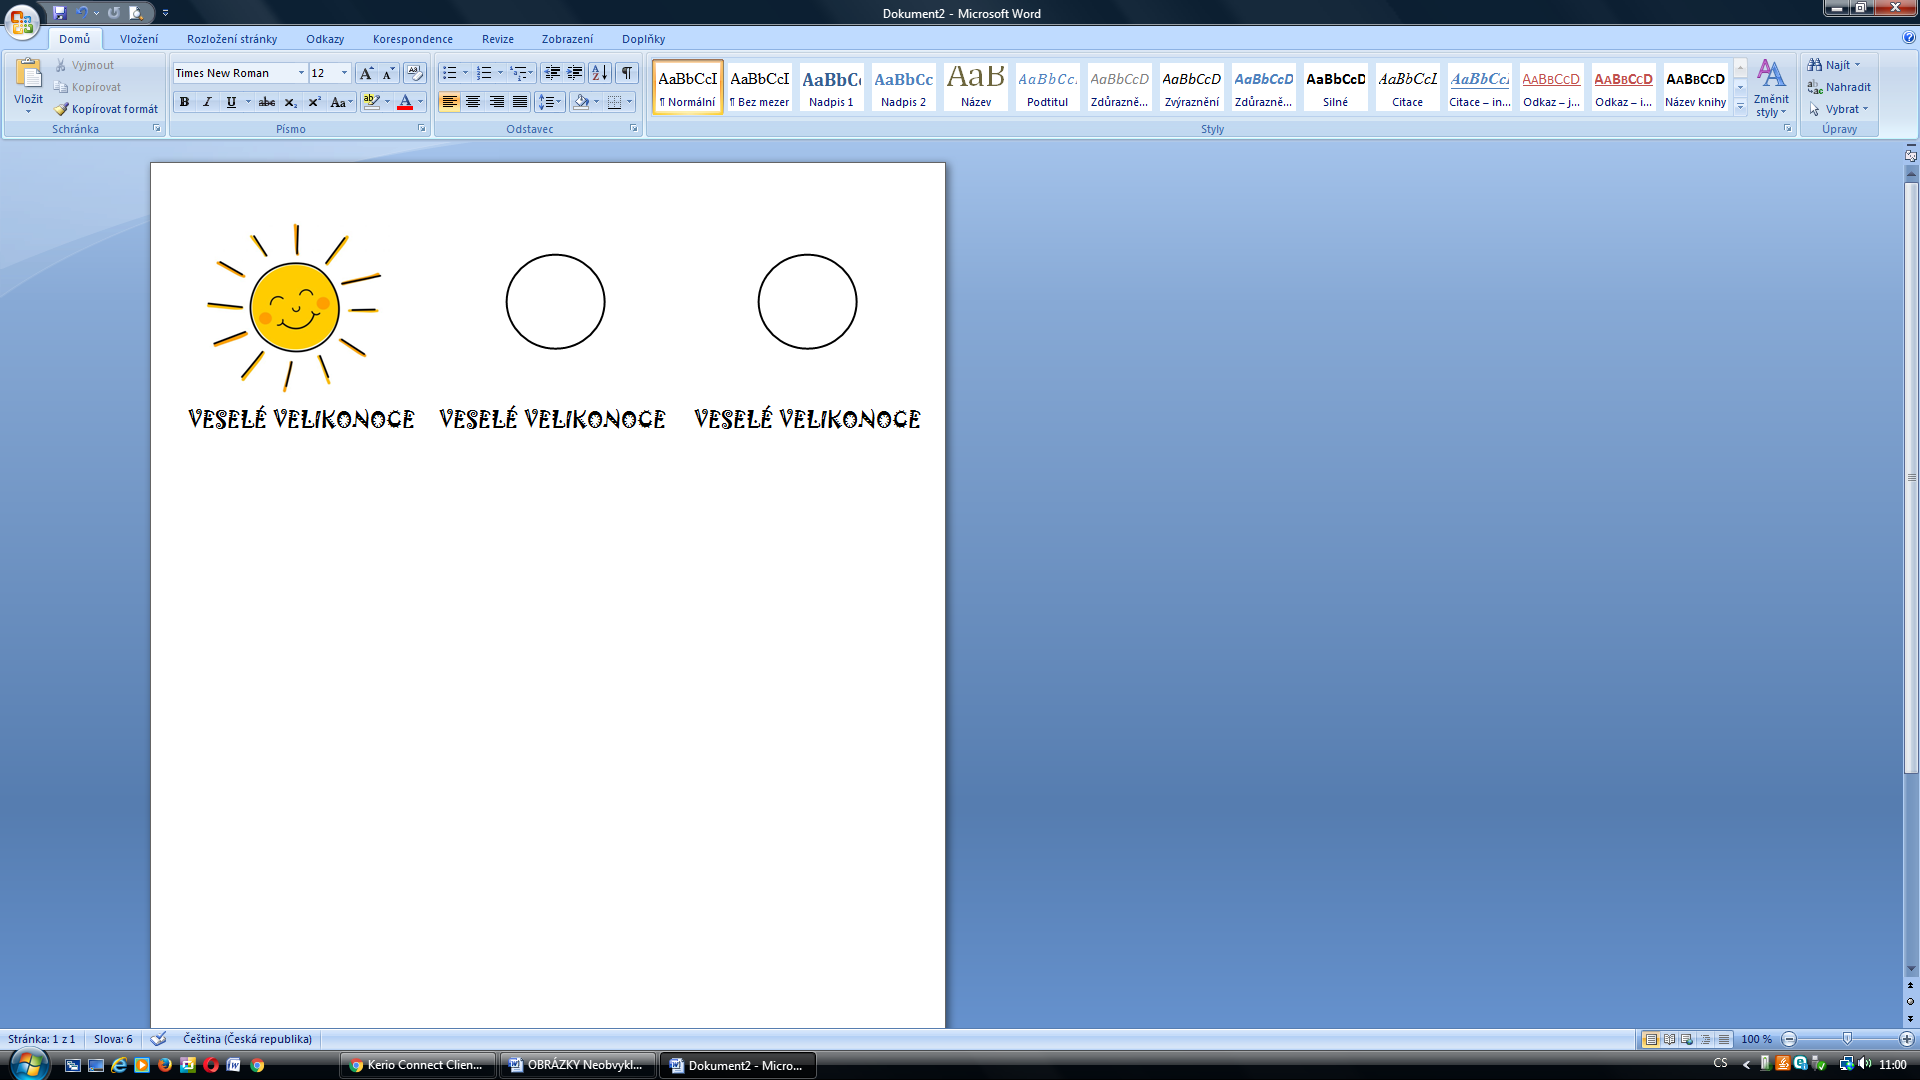 Dokument2 - Microsoft Word
Domů Vložení Rozložení stránky Odkazy Korespondence Revize Zobrazení Doplňky
Vložit
Vyjmout
Kopírovat
Kopírovat formát
Schránka
Times New Roman 12
Písmo
Odstavec
AaBbCcI AaBbCcI AaBbC AaBbCc AaB AaBbCc. AaBbCcD AaBbCcD AaBbCcD AaBbCcD AaBbCcI AaBbCcI AaBbCcD AaBbCcD AaBbCcD
¶ Normální ¶ Bez mezer Nadpis 1 Nadpis 2 Název Podtitul Zdůrazně... Zvýraznění Zdůrazně... Silné Citace Citace – in... Odkaz – j... Odkaz – i... Název knihy
Styly
Změnit styly
Najít
Nahradit
Vybrat
Úpravy
VESELÉ VELIKONOCE VESELÉ VELIKONOCE VESELÉ VELIKONOCE
Stránka: 1 z 1 Slova: 6 Čeština (Česká republika) 100 %
Kerio Connect Clien... OBRÁZKY Neobvykl... Dokument2 - Micro... CS 11:00